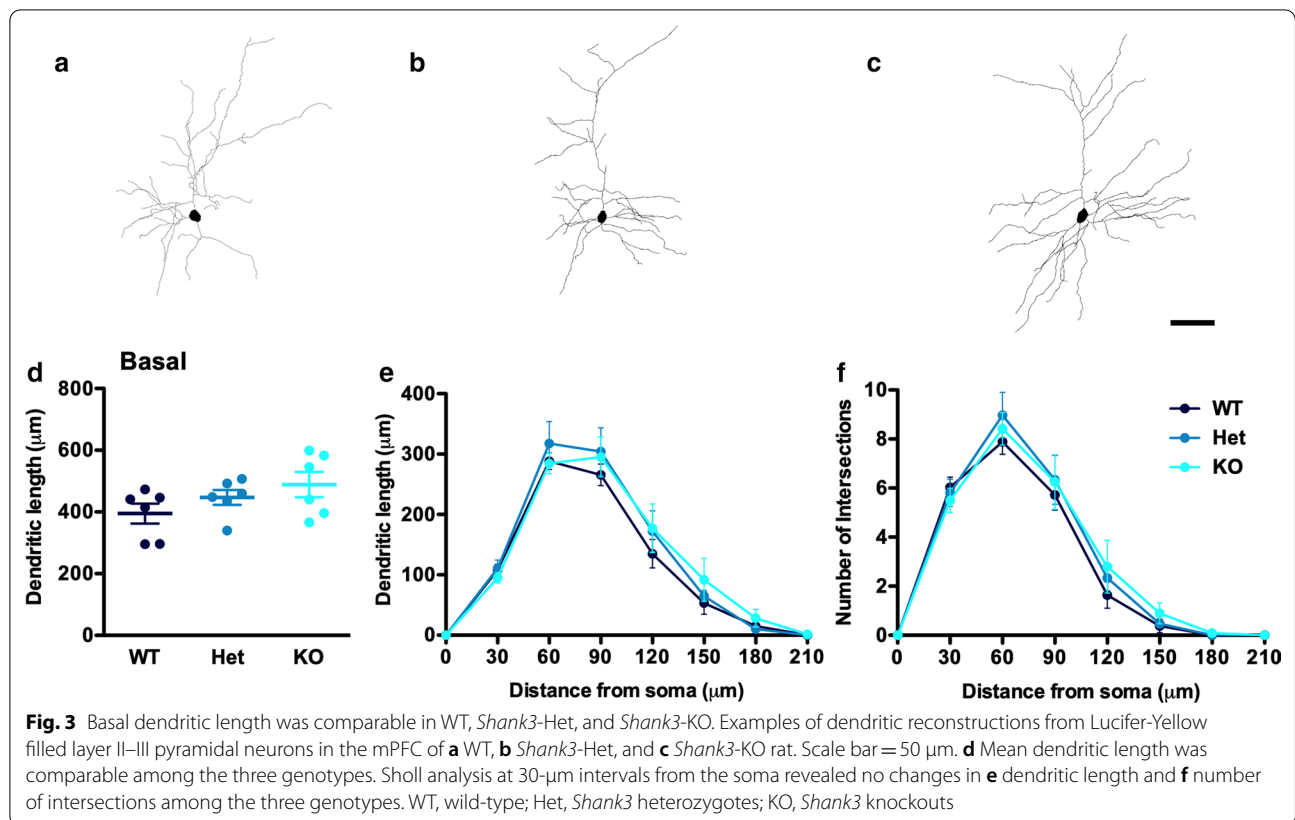 a
b
c
Basal
d
800
600
400
200
0
Dendritic length (μm)
WT Het KO
e
400
300
200
100
0
Dendritic length (μm)
0 30 60 90 120 150 180 210
Distance from soma (μm)
f
10
8
6
4
2
0
Number of Intersections
WT
Het
KO
0 30 60 90 120 150 180 210
Distance from soma (μm)
Fig. 3 Basal dendritic length was comparable in WT, Shank3-Het, and Shank3-KO. Examples of dendritic reconstructions from Lucifer-Yellow
filled layer II–III pyramidal neurons in the mPFC of a WT, b Shank3-Het, and c Shank3-KO rat. Scale bar = 50 μm. d Mean dendritic length was
comparable among the three genotypes. Sholl analysis at 30-μm intervals from the soma revealed no changes in e dendritic length and f number
of intersections among the three genotypes. WT, wild-type; Het, Shank3 heterozygotes; KO, Shank3 knockouts